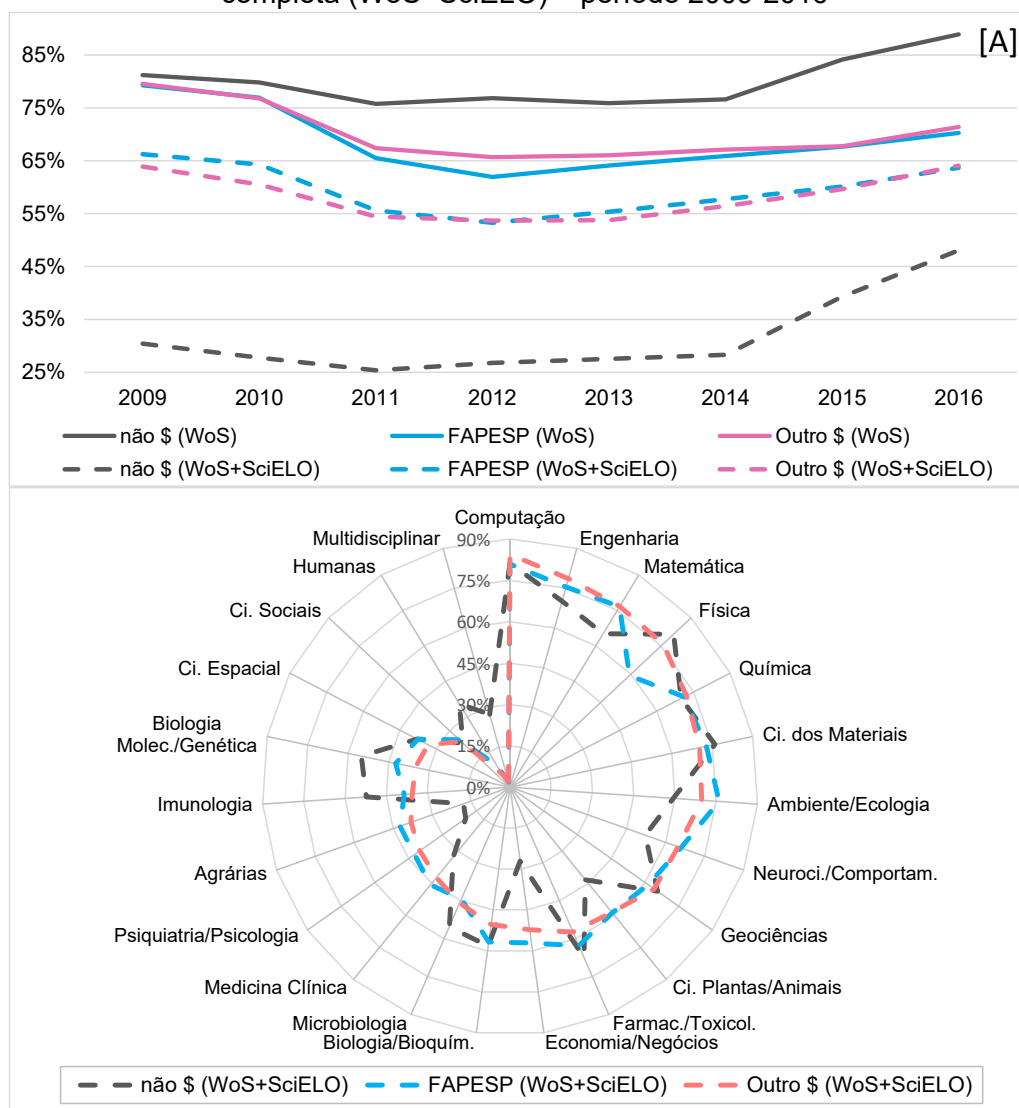 completa (WoS+SciELO) – período 2009-2016
[A]
85%
75%
65%
55%
45%
35%
25%
2009 2010 2011 2012 2013 2014 2015 2016
não $ (WoS) FAPESP (WoS) Outro $ (WoS)
não $ (WoS+SciELO) FAPESP (WoS+SciELO) Outro $ (WoS+SciELO)
Computação
Engenharia
Matemática
Física
Química
Ci. dos Materiais
Ambiente/Ecologia
Neuroci./Comportam.
Geociências
Ci. Plantas/Animais
Farmac./Toxicol.
Economia/Negócios
Biologia/Bioquím.
Microbiologia
Medicina Clínica
Psiquiatria/Psicologia
Agrárias
Imunologia
Biologia
Molec./Genética
Ci. Espacial
Ci. Sociais
Humanas
Multidisciplinar
90%
75%
60%
45%
30%
15%
0%
não $ (WoS+SciELO) FAPESP (WoS+SciELO) Outro $ (WoS+SciELO)